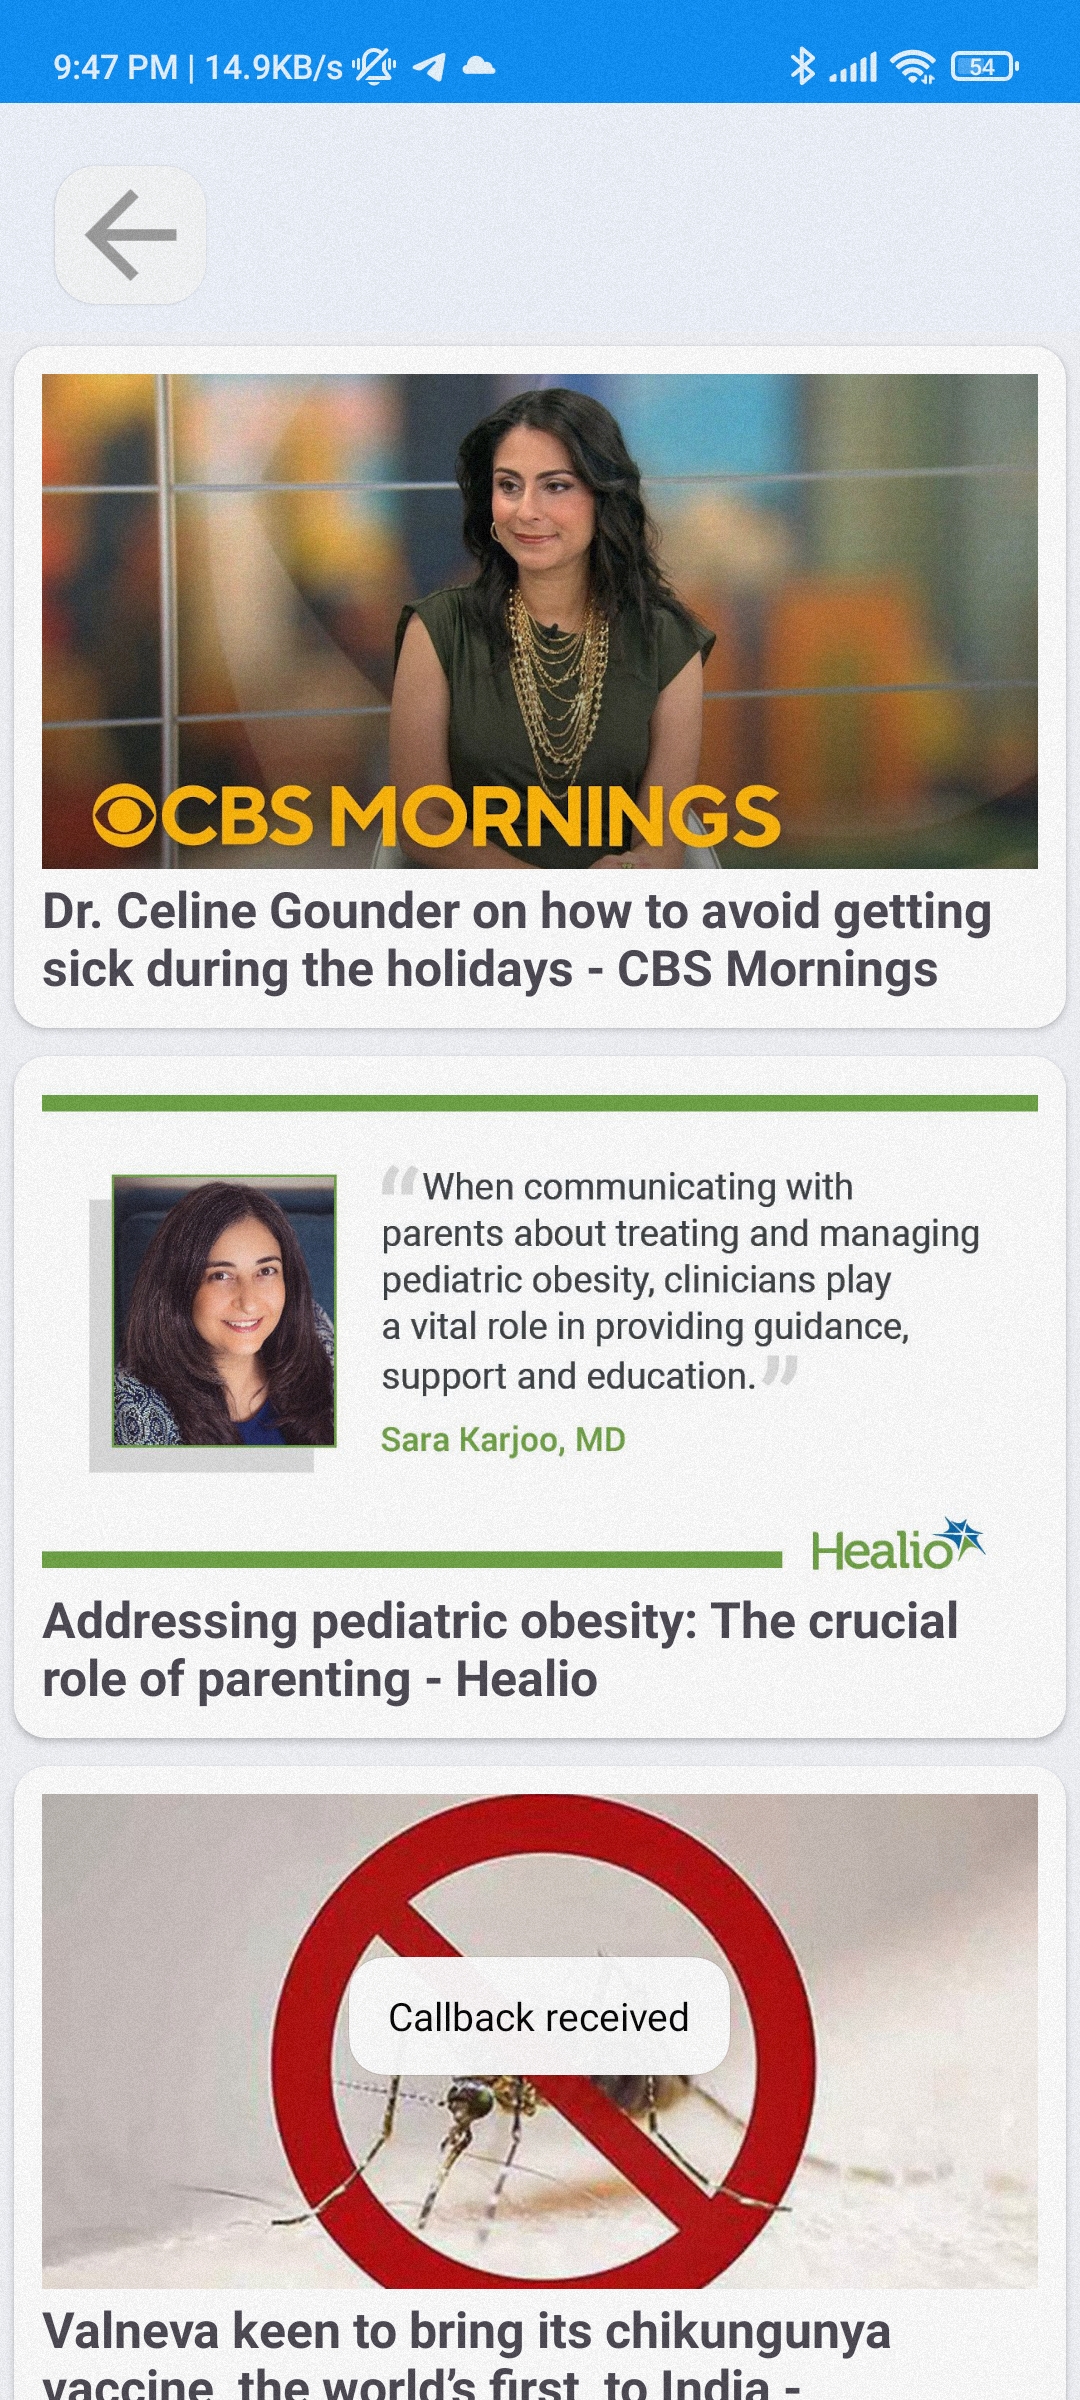 9:47 PM | 14.9KB/s
54
CBS MORNINGS
Dr. Celine Gounder on how to avoid getting
sick during the holidays - CBS Mornings
“When communicating with
parents about treating and managing
pediatric obesity, clinicians play
a vital role in providing guidance,
support and education.”
Sara Karjoo, MD
Healio
Addressing pediatric obesity: The crucial
role of parenting - Healio
Callback received
Valneva keen to bring its chikungunya
vaccine, the world’s first, to India -